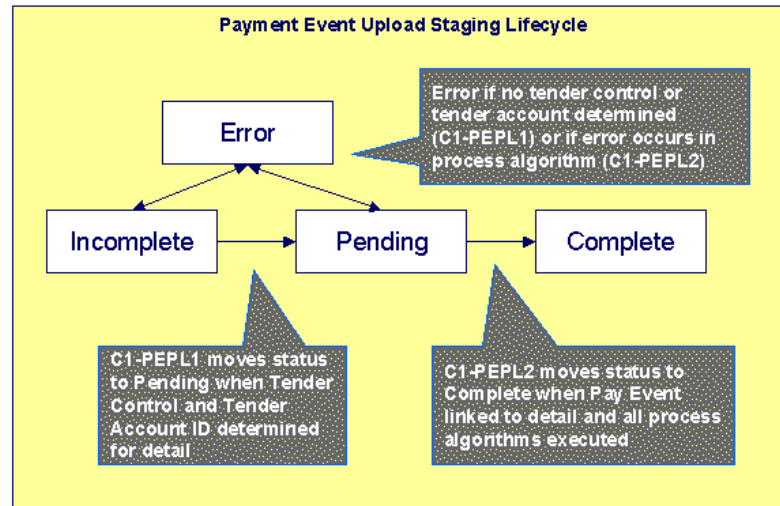 Payment Event Upload Staging Lifecycle
Error if no tender control or
tender account determined
(C1-PEPL1) or if error occurs in
process algorithm (C1-PEPL2)
Error
Incomplete
Pending
Complete
C1-PEPL1 moves status
to Pending when Tender
Control and Tender
Account ID determined
for detail
C1-PEPL2 moves status to
Complete when Pay Event
linked to detail and all process
algorithms executed